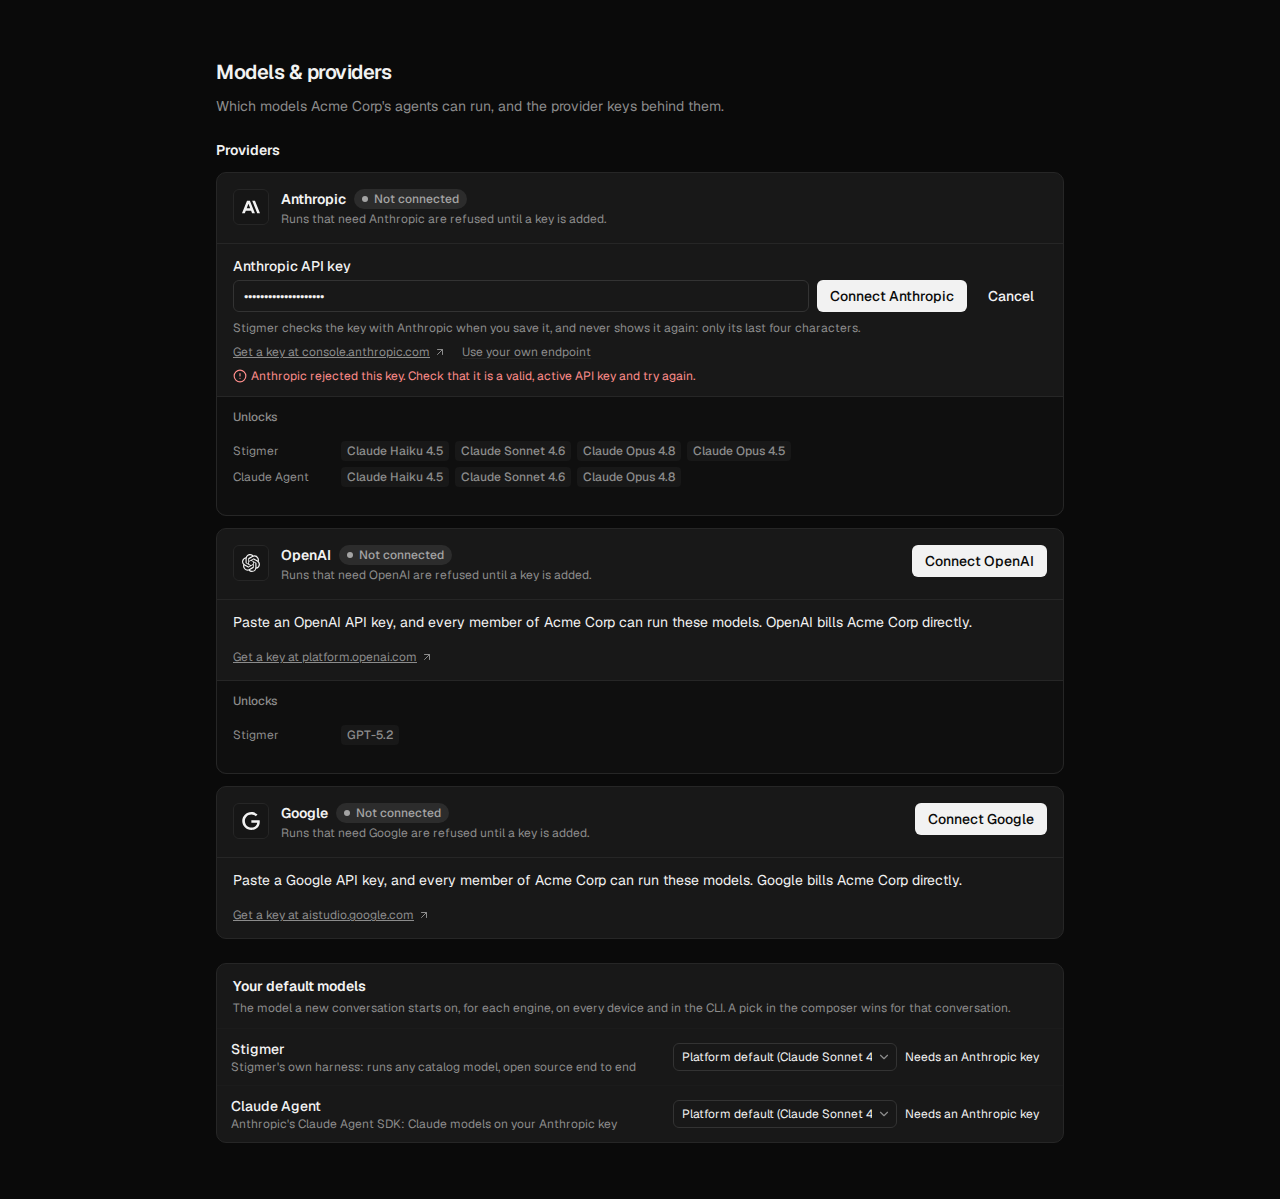 Models & providers
Which models Acme Corp's agents can run, and the provider keys behind them.
Providers
Anthropic
Not connected
Runs that need Anthropic are refused until a key is added.
Anthropic API key
••••••••••••••••••••
Connect Anthropic
Cancel
Stigmer checks the key with Anthropic when you save it, and never shows it again: only its last four characters.
Get a key at console.anthropic.com
Use your own endpoint
Anthropic rejected this key. Check that it is a valid, active API key and try again.
Unlocks
Stigmer Claude Haiku 4.5 Claude Sonnet 4.6 Claude Opus 4.8 Claude Opus 4.5
Claude Agent Claude Haiku 4.5 Claude Sonnet 4.6 Claude Opus 4.8
OpenAI
Not connected
Runs that need OpenAI are refused until a key is added.
Connect OpenAI
Paste an OpenAI API key, and every member of Acme Corp can run these models. OpenAI bills Acme Corp directly.
Get a key at platform.openai.com
Unlocks
Stigmer GPT-5.2
Google
Not connected
Runs that need Google are refused until a key is added.
Connect Google
Paste a Google API key, and every member of Acme Corp can run these models. Google bills Acme Corp directly.
Get a key at aistudio.google.com
Your default models
The model a new conversation starts on, for each engine, on every device and in the CLI. A pick in the composer wins for that conversation.
Stigmer
Stigmer's own harness: runs any catalog model, open source end to end
Platform default (Claude Sonnet 4
Needs an Anthropic key
Claude Agent
Anthropic's Claude Agent SDK: Claude models on your Anthropic key
Platform default (Claude Sonnet 4
Needs an Anthropic key